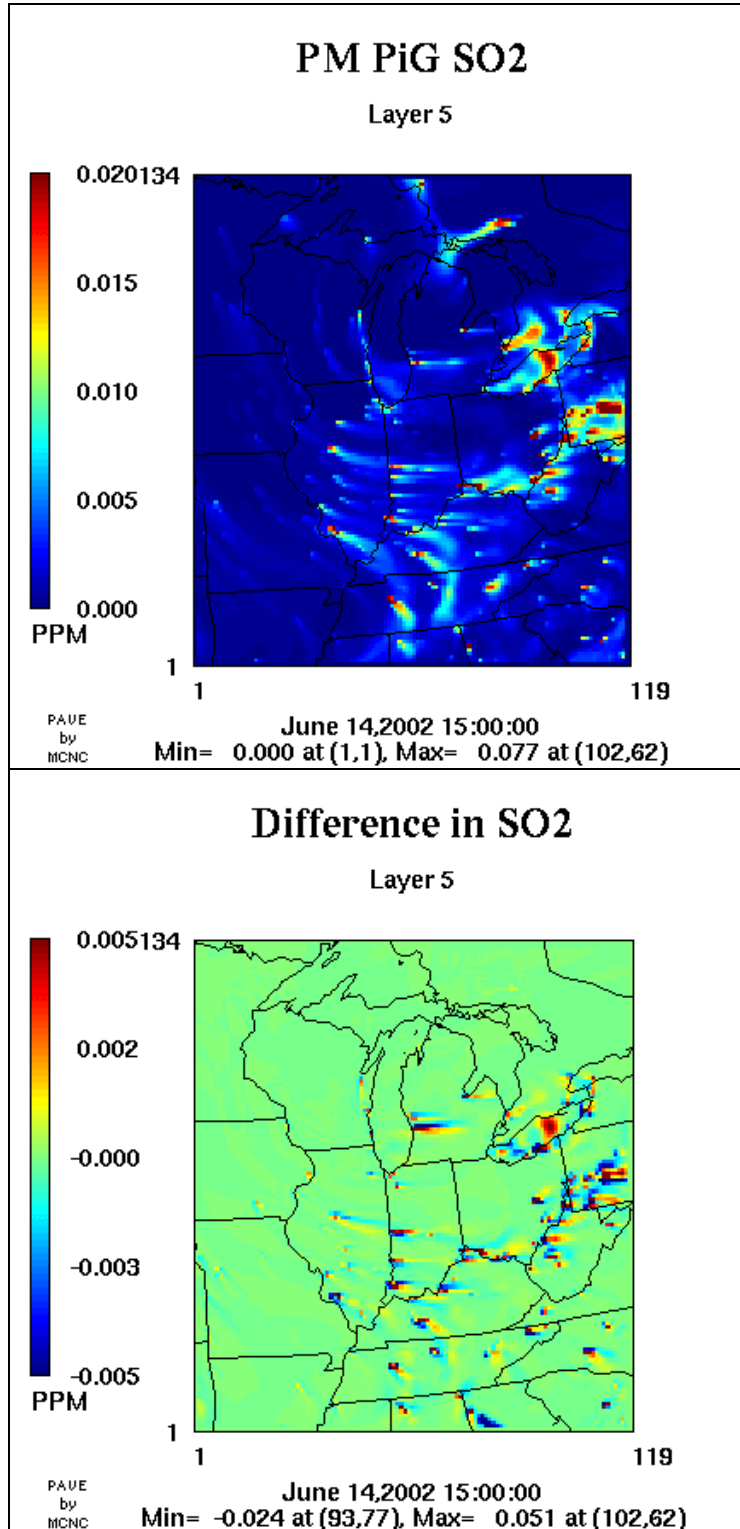 PM PiG SO2
Layer 5
0.020
134
0.015
0.010
0.005
0.000
PPM
1
1
119
PAVE
by
MCNC
June 14,2002 15:00:00
Min= 0.000 at (1,1), Max= 0.077 at (102,62)
Difference in SO2
Layer 5
0.005
134
0.002
-0.000
-0.003
-0.005
PPM
1
1
119
PAVE
by
MCNC
June 14,2002 15:00:00
Min= -0.024 at (93,77), Max= 0.051 at (102,62)